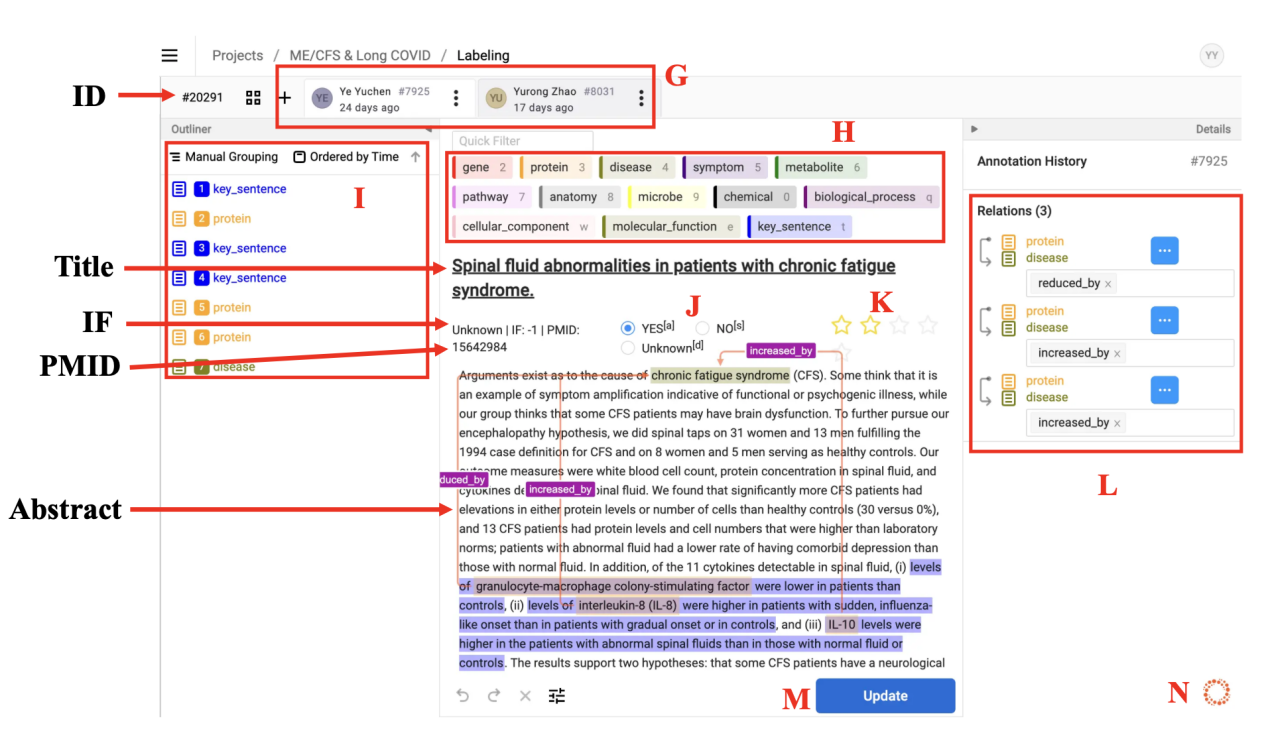 Projects / ME/CFS & Long COVID / Labeling
YY
G
ID
#20291
YE
Ye Yuchen #7925
24 days ago
YU
Yurong Zhao #8031
17 days ago
Outliner
Manual Grouping
Ordered by Time
I
1 key_sentence
2 protein
3 key_sentence
4 key_sentence
5 protein
6 protein
7 disease
H
Quick Filter
gene 2 protein 3 disease 4 symptom 5 metabolite 6
pathway 7 anatomy 8 microbe 9 chemical 0 biological_process q
cellular_component w molecular_function e key_sentence t
Title
Spinal fluid abnormalities in patients with chronic fatigue
syndrome.
IF
PMID
Unknown | IF: -1 | PMID:
15642984
J
YES[a] NO[s]
Unknown[d]
K
increased_by
Abstract
Arguments exist as to the cause of chronic fatigue syndrome (CFS). Some think that it is
an example of symptom amplification indicative of functional or psychogenic illness, while
our group thinks that some CFS patients may have brain dysfunction. To further pursue our
encephalopathy hypothesis, we did spinal taps on 31 women and 13 men fulfilling the
1994 case definition for CFS and on 8 women and 5 men serving as healthy controls. Our
outcome measures were white blood cell count, protein concentration in spinal fluid, and
duced_by
increased_by
cytokines de inal fluid. We found that significantly more CFS patients had
elevations in either protein levels or number of cells than healthy controls (30 versus 0%),
and 13 CFS patients had protein levels and cell numbers that were higher than laboratory
norms; patients with abnormal fluid had a lower rate of having comorbid depression than
those with normal fluid. In addition, of the 11 cytokines detectable in spinal fluid, (i) levels
of granulocyte-macrophage colony-stimulating factor were lower in patients than
controls, (ii) levels of interleukin-8 (IL-8) were higher in patients with sudden, influenza-
like onset than in patients with gradual onset or in controls, and (iii) IL-10 levels were
higher in the patients with abnormal spinal fluids than in those with normal fluid or
controls. The results support two hypotheses: that some CFS patients have a neurological
M
Update
Details
Annotation History #7925
Relations (3)
protein
disease
reduced_by ×
protein
disease
increased_by ×
protein
disease
increased_by ×
L
N